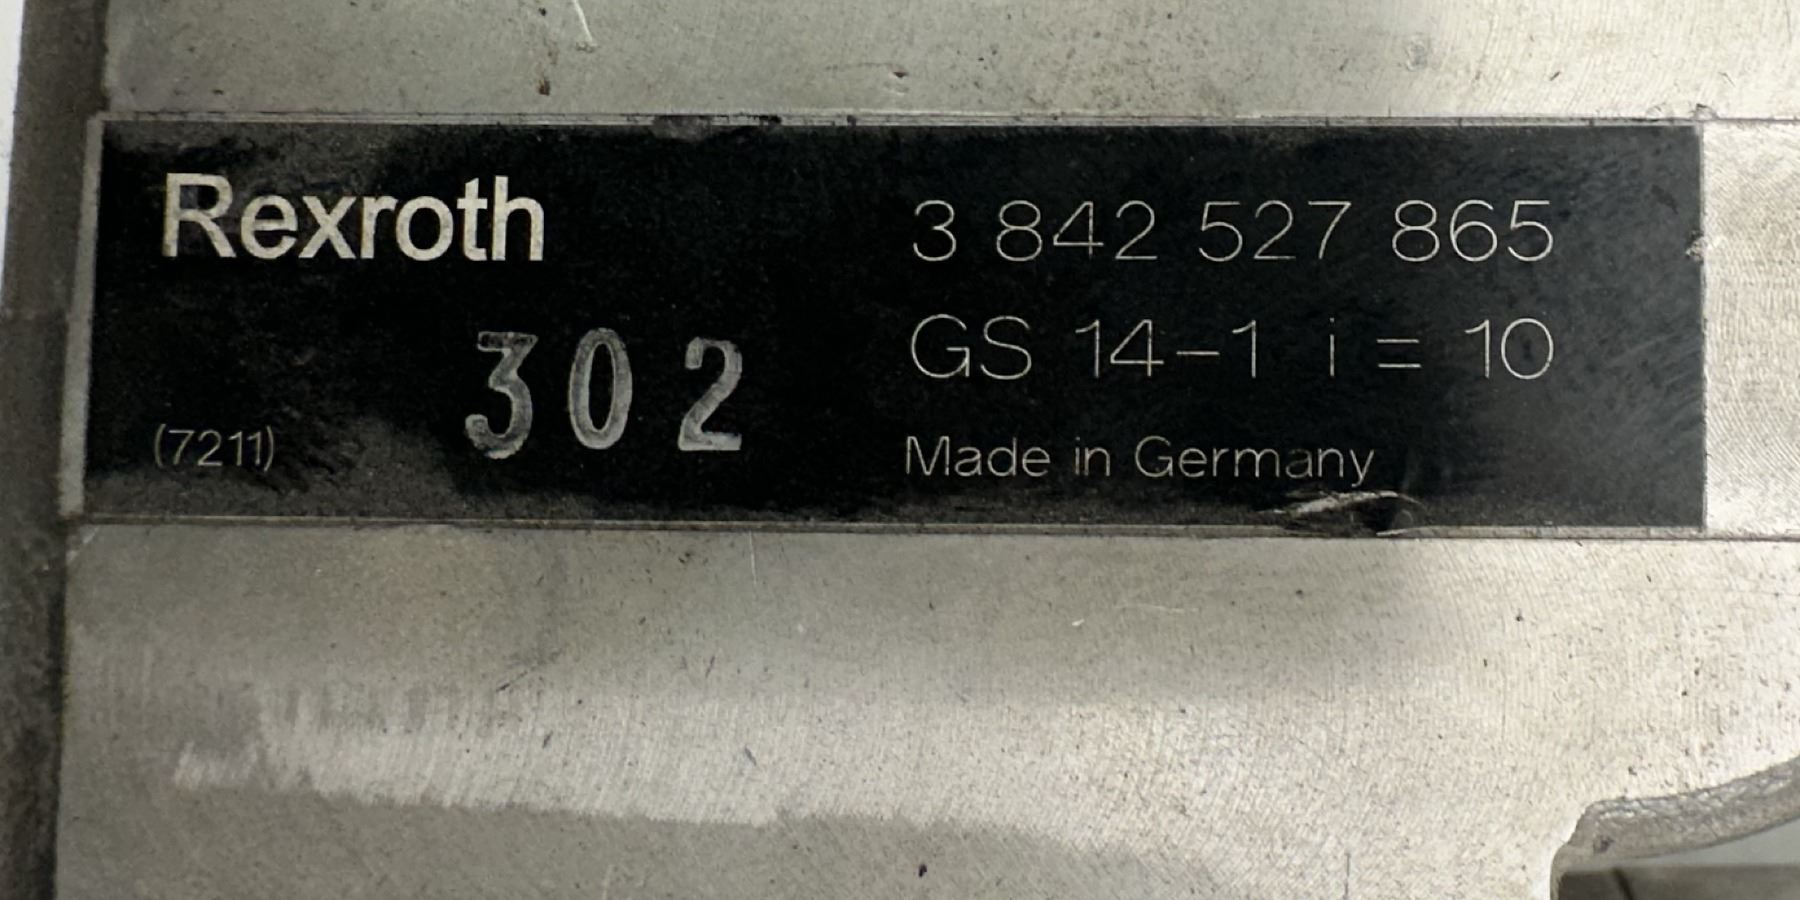 Rexroth
302
(7211)
3 842 527 865
GS 14-1 i = 10
Made in Germany